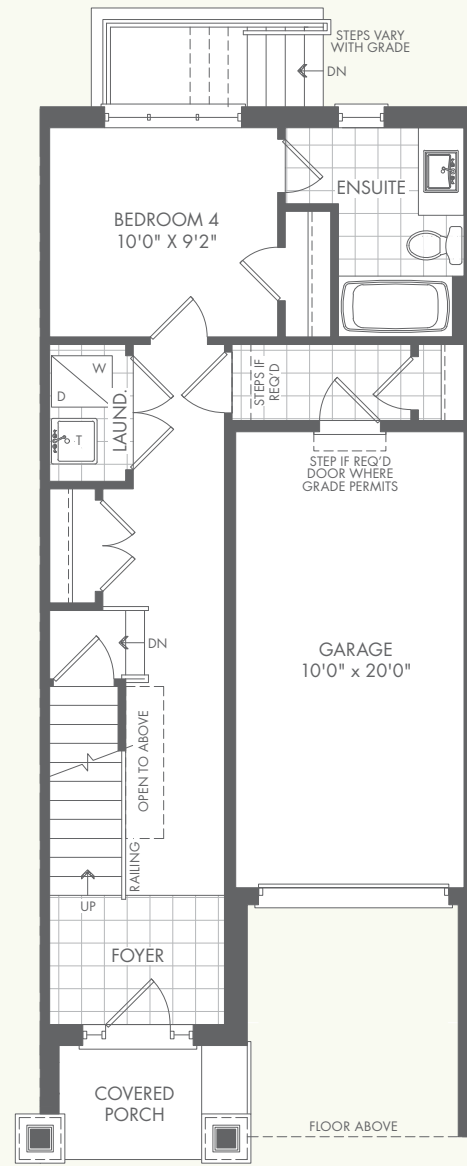 STEPS VARY
WITH GRADE
DN
ENSUITE
BEDROOM 4
10'0" X 9'2"
W
D
LAUND.
T
STEPS IF
REQ'D
STEP IF REQ'D
DOOR WHERE
GRADE PERMITS
DN
GARAGE
10'0" x 20'0"
OPEN TO ABOVE
RAILING
UP
FOYER
COVERED
PORCH
FLOOR ABOVE